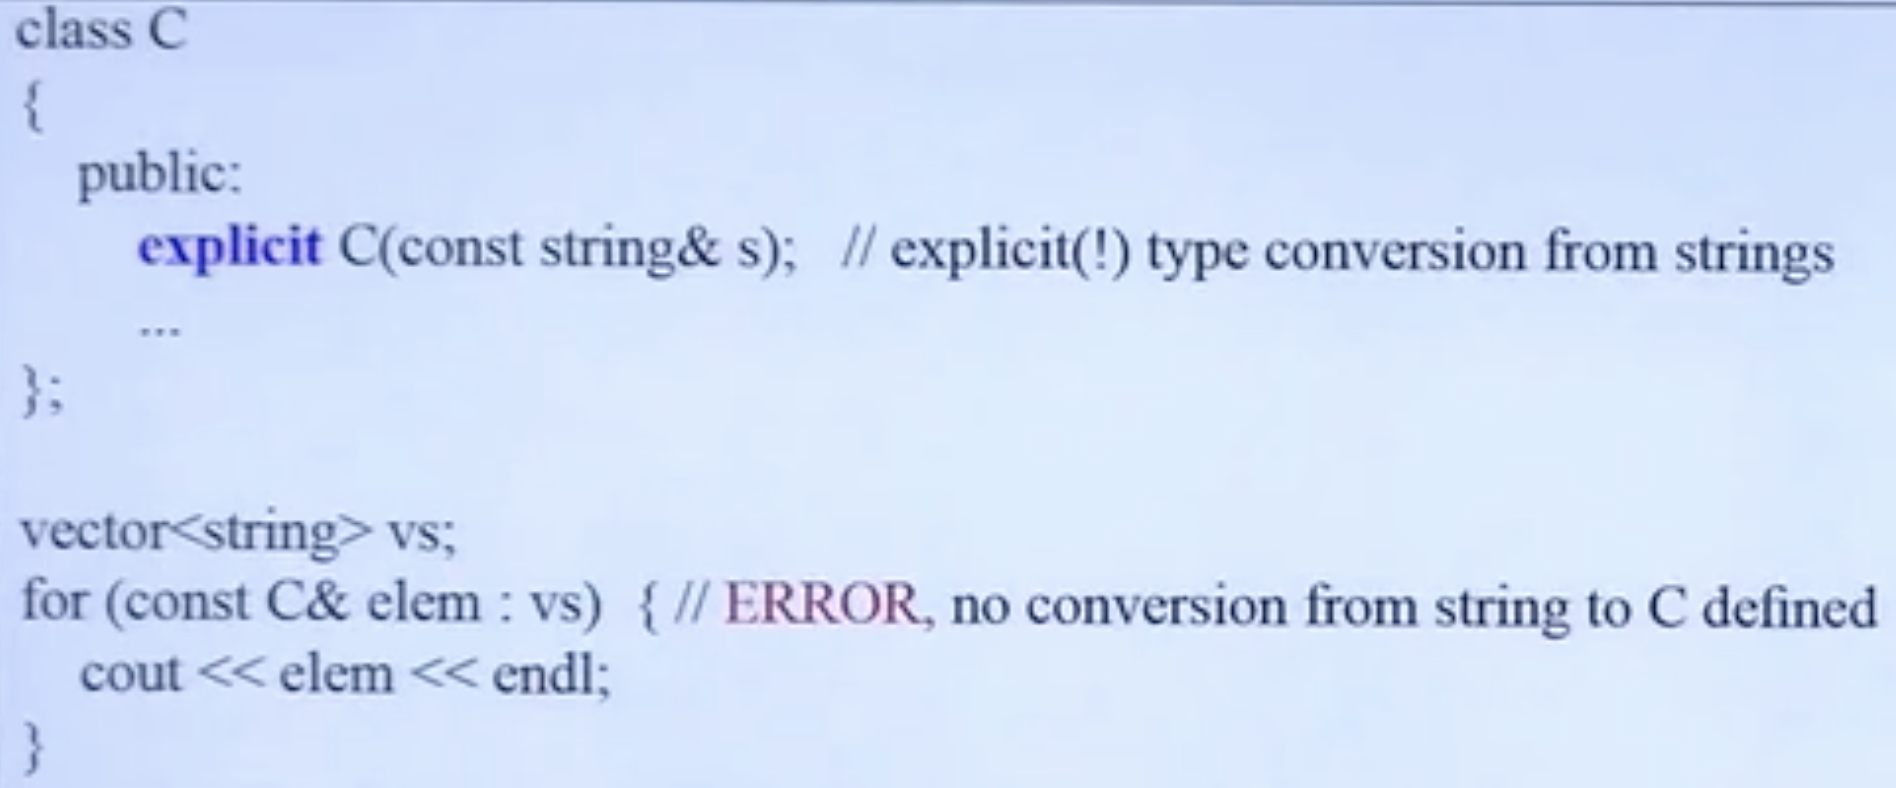 class C
{
public:
explicit C(const string& s); // explicit(!) type conversion from strings
...
};
vector<string> vs;
for (const C& elem : vs) { // ERROR, no conversion from string to C defined
cout << elem << endl;
}